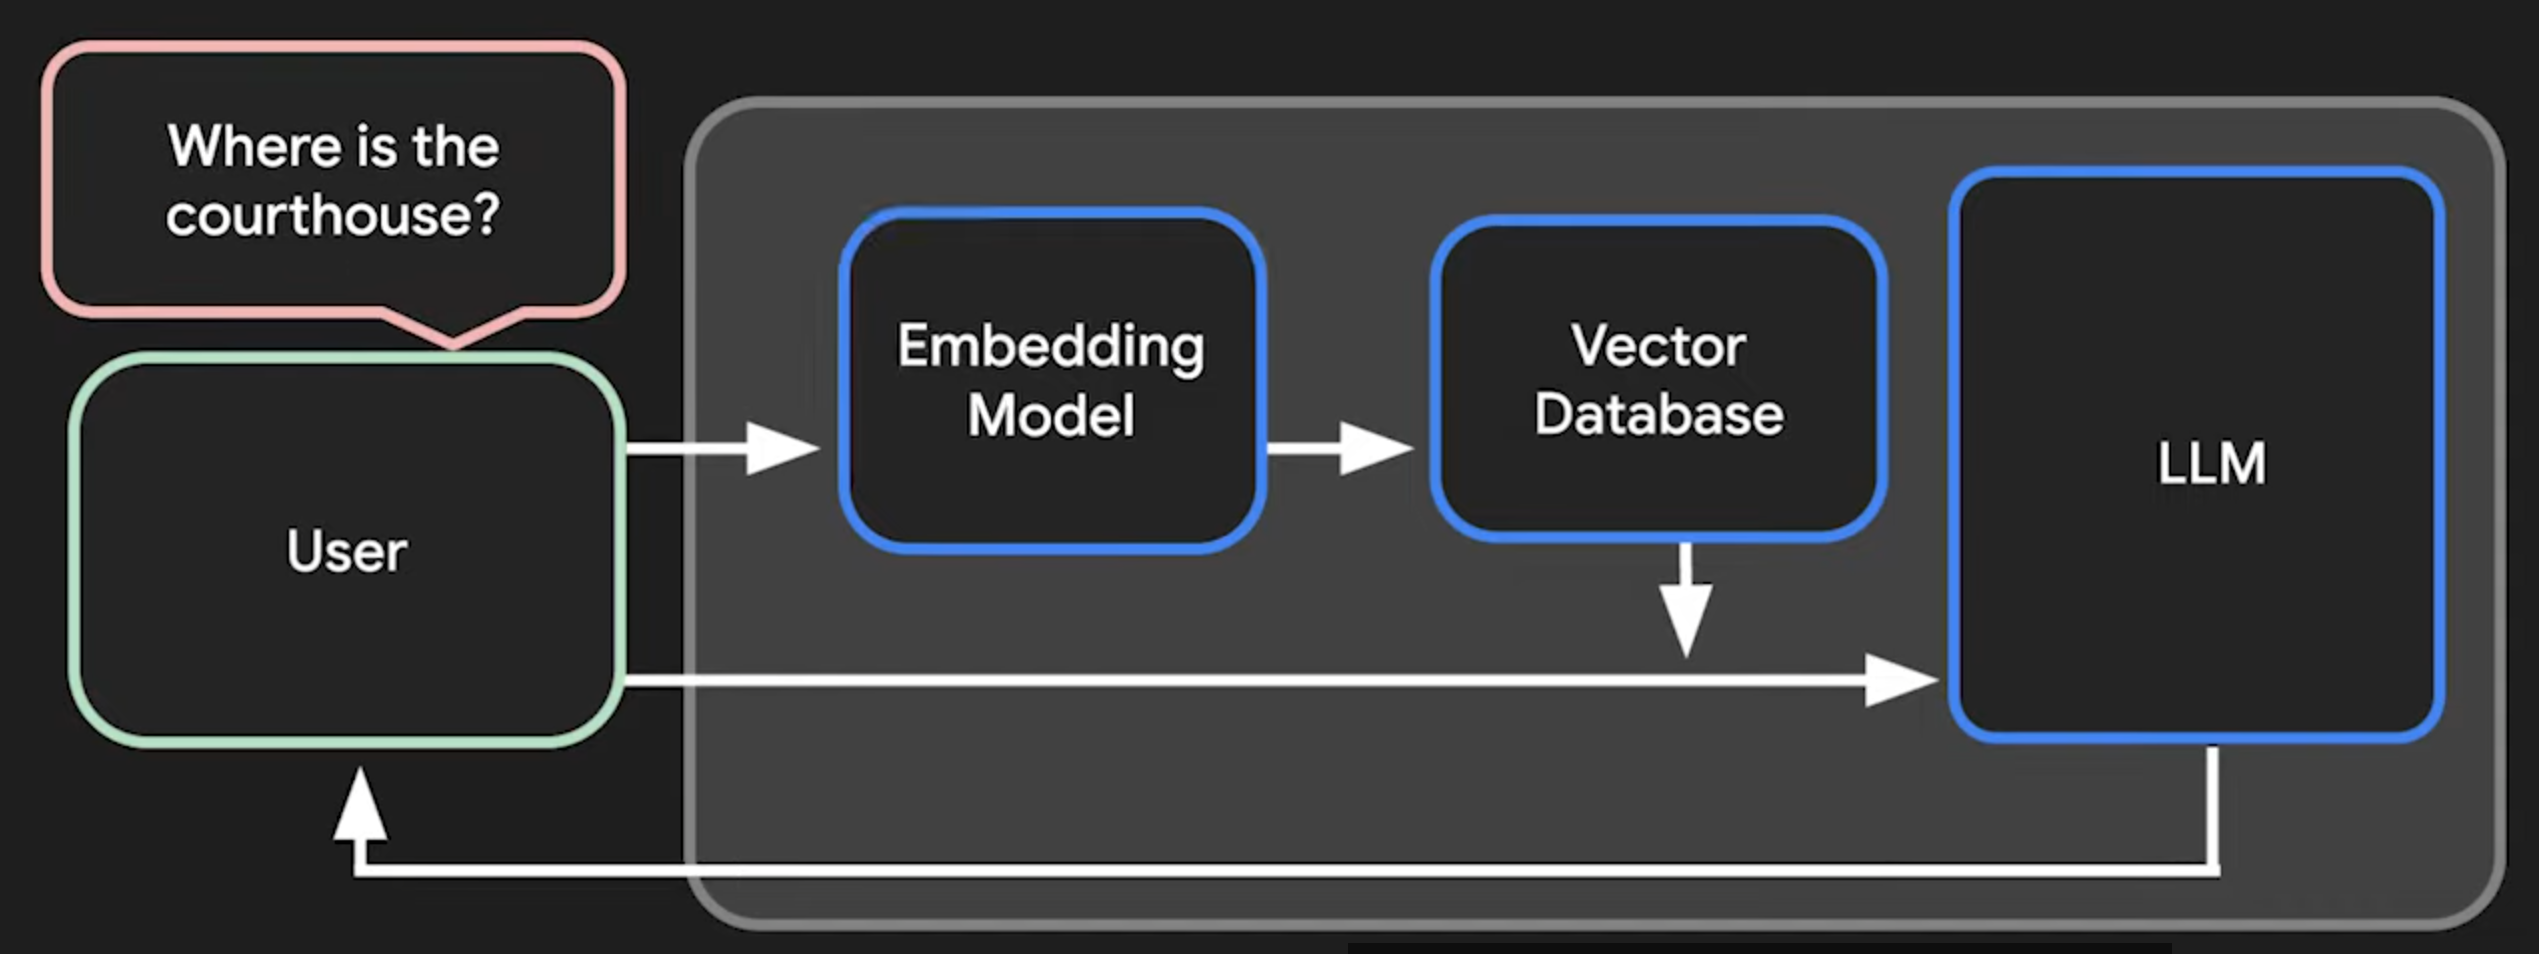 Where is the
courthouse?
User
Embedding
Model
Vector
Database
LLM